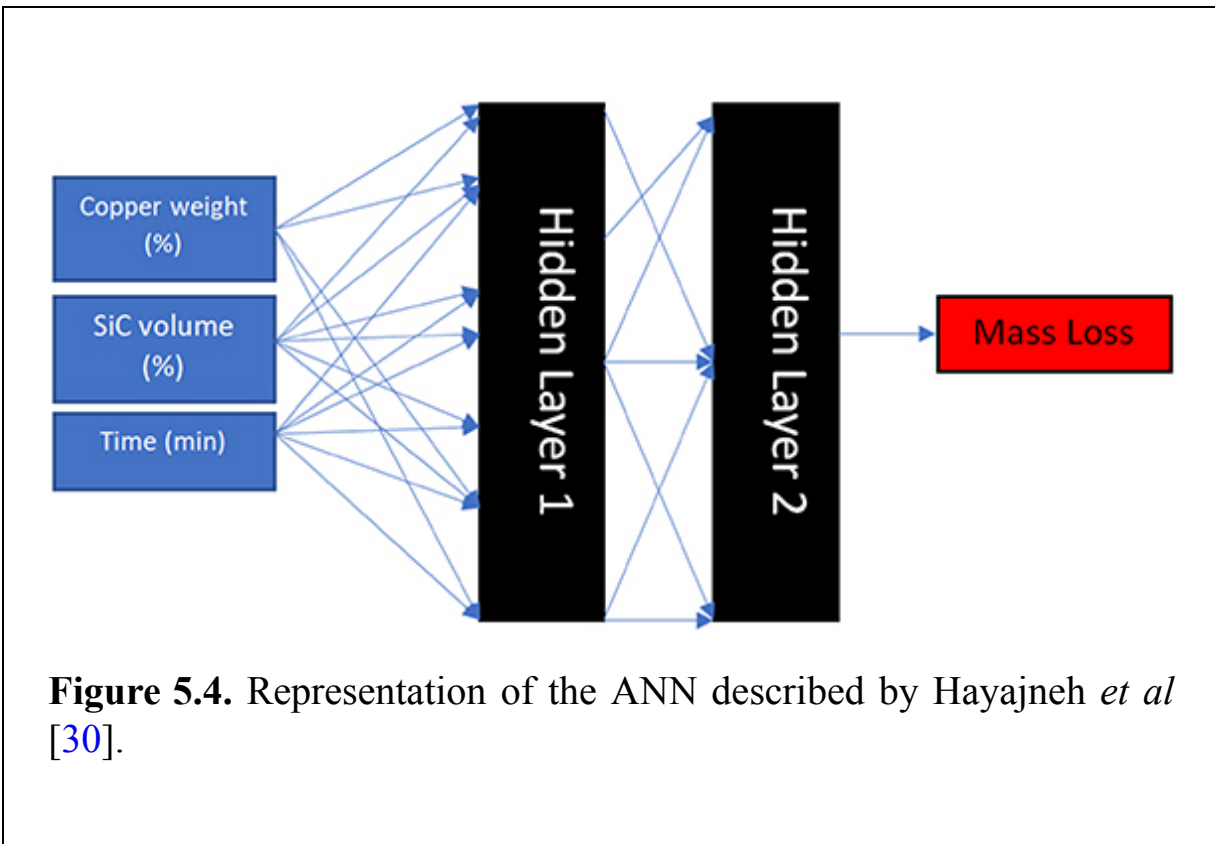 Copper weight
(%)
SiC volume
(%)
Time (min)
Hidden Layer 1
Hidden Layer 2
Mass Loss
Figure 5.4. Representation of the ANN described by Hayajneh et al
[30].